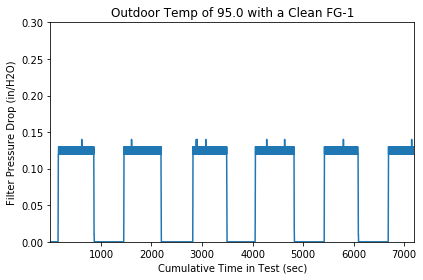 Outdoor Temp of 95.0 with a Clean FG-1
Filter Pressure Drop (in/H2O)
0.30
0.25
0.20
0.15
0.10
0.05
0.00
1000 2000 3000 4000 5000 6000 7000
Cumulative Time in Test (sec)